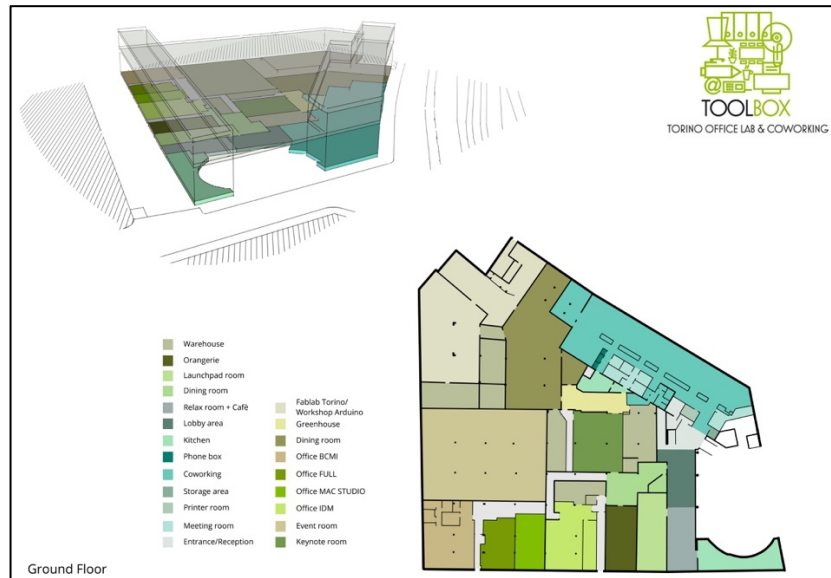 TOOLBOX
TORINO OFFICE LAB & COWORKING
Warehouse
Orangerie
Launchpad room
Dining room
Relax room + Cafè
Lobby area
Kitchen
Phone box
Coworking
Storage area
Printer room
Meeting room
Entrance/Reception
Fablab Torino/
Workshop Arduino
Greenhouse
Dining room
Office BCMI
Office FULL
Office MAC STUDIO
Office IDM
Event room
Keynote room
Ground Floor